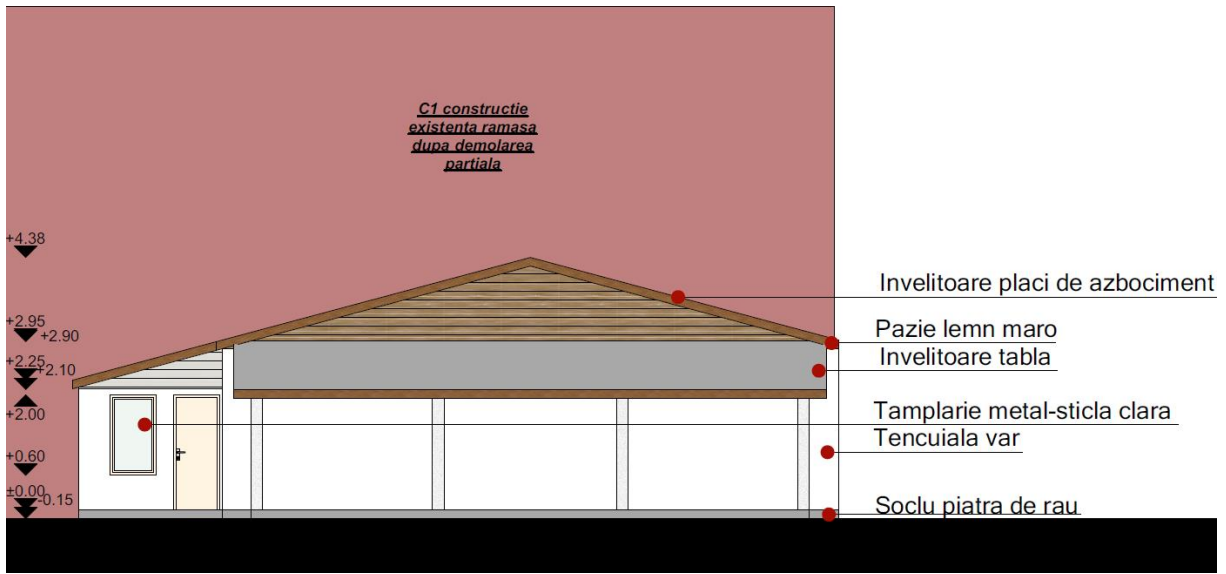 C1 constructie
existenta ramasa
dupa demolarea
partiala
+4.38
+2.95
+2.90
+2.25
+2.10
+2.00
+0.60
±0.00
-0.15
Invelitoare placi de azbociment
Pazie lemn maro
Invelitoare tabla
Tamplarie metal-sticla clara
Tencuiala var
Soclu piatra de rau